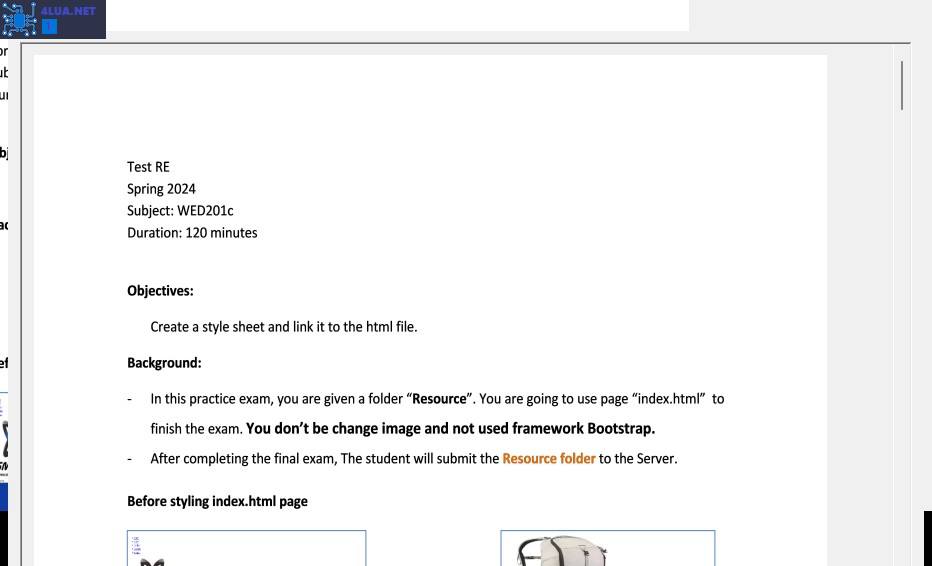 4LUA.NET
1
Test RE
Spring 2024
Subject: WED201c
Duration: 120 minutes
Objectives:
Create a style sheet and link it to the html file.
Background:
- In this practice exam, you are given a folder “Resource”. You are going to use page “index.html” to
finish the exam. You don’t be change image and not used framework Bootstrap.
- After completing the final exam, The student will submit the Resource folder to the Server.
Before styling index.html page